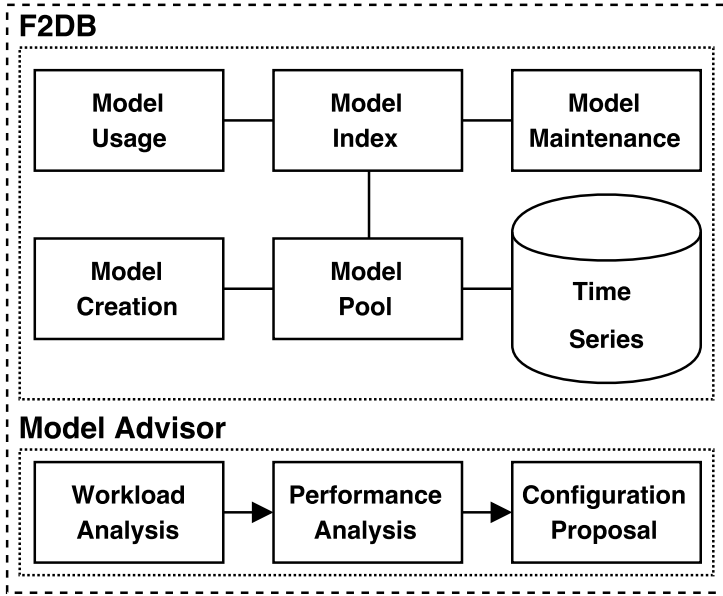 F2DB
Model
Usage
Model
Index
Model
Maintenance
Model
Creation
Model
Pool
Time
Series
Model Advisor
Workload
Analysis
Performance
Analysis
Configuration
Proposal